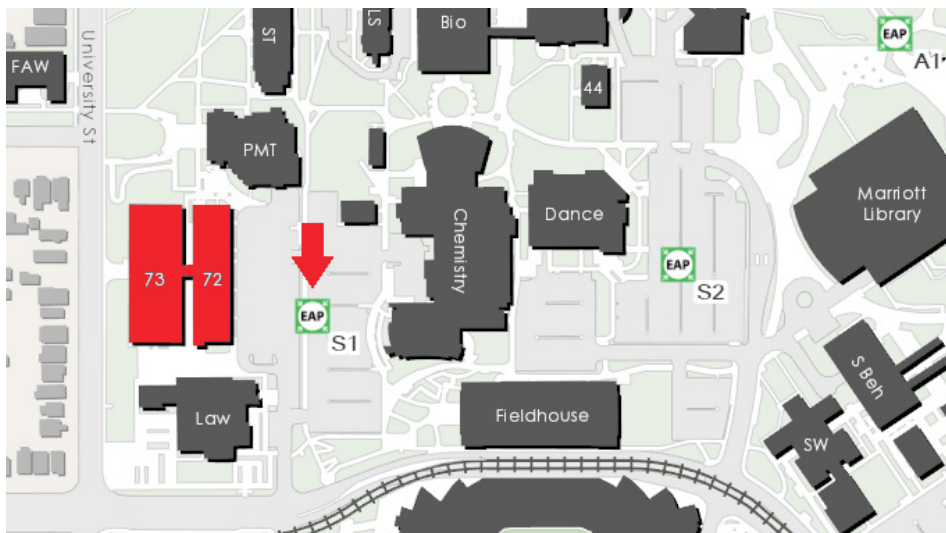 ST
LS
Bio
EAP
A1
University St
FAW
44
PMT
Marriott
Library
Chemistry
Dance
73
72
EAP
S2
EAP
S1
S Beh
Law
Fieldhouse
SW